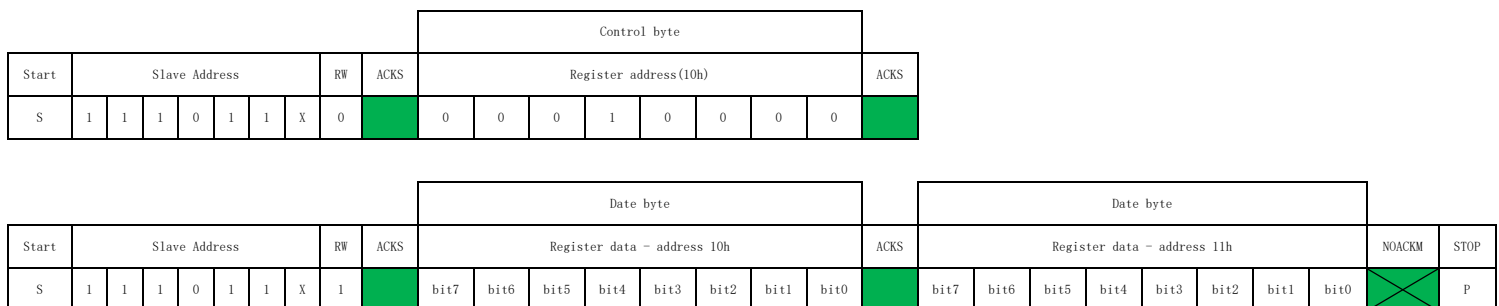 Control byte
Start Slave Address RW ACKS Register address(10h) ACKS
S 1 1 1 0 1 1 X 0 0 0 0 1 0 0 0 0
Date byte Date byte
Start Slave Address RW ACKS Register data - address 10h ACKS Register data - address 11h NOACKM STOP
S 1 1 1 0 1 1 X 1 bit7 bit6 bit5 bit4 bit3 bit2 bit1 bit0 bit7 bit6 bit5 bit4 bit3 bit2 bit1 bit0 P